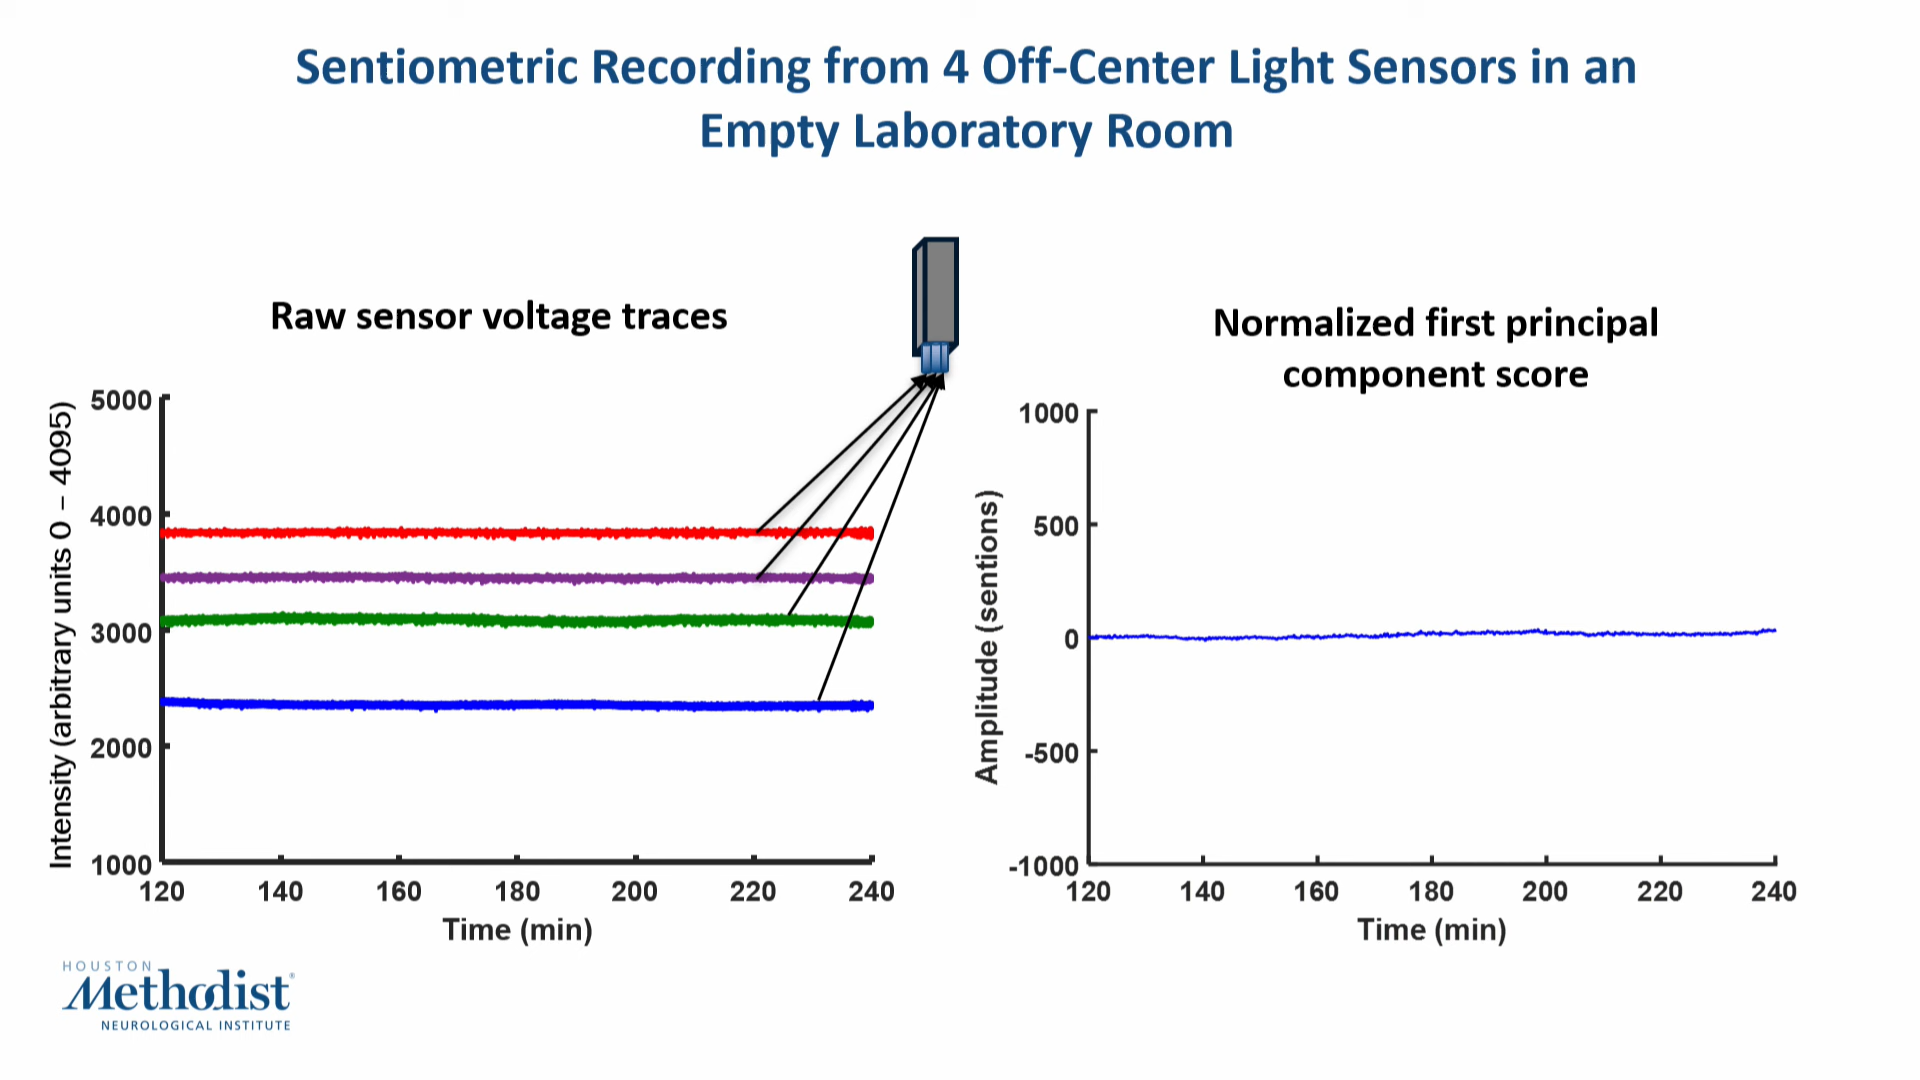 Sentiometric Recording from 4 Off-Center Light Sensors in an
Empty Laboratory Room
Raw sensor voltage traces
Intensity (arbitrary units 0 – 4095)
5000
4000
3000
2000
1000
120 140 160 180 200 220 240
Time (min)
Normalized first principal
component score
Amplitude (sentions)
1000
500
0
-500
-1000
120 140 160 180 200 220 240
Time (min)
HOUSTON
Methodist®
NEUROLOGICAL INSTITUTE